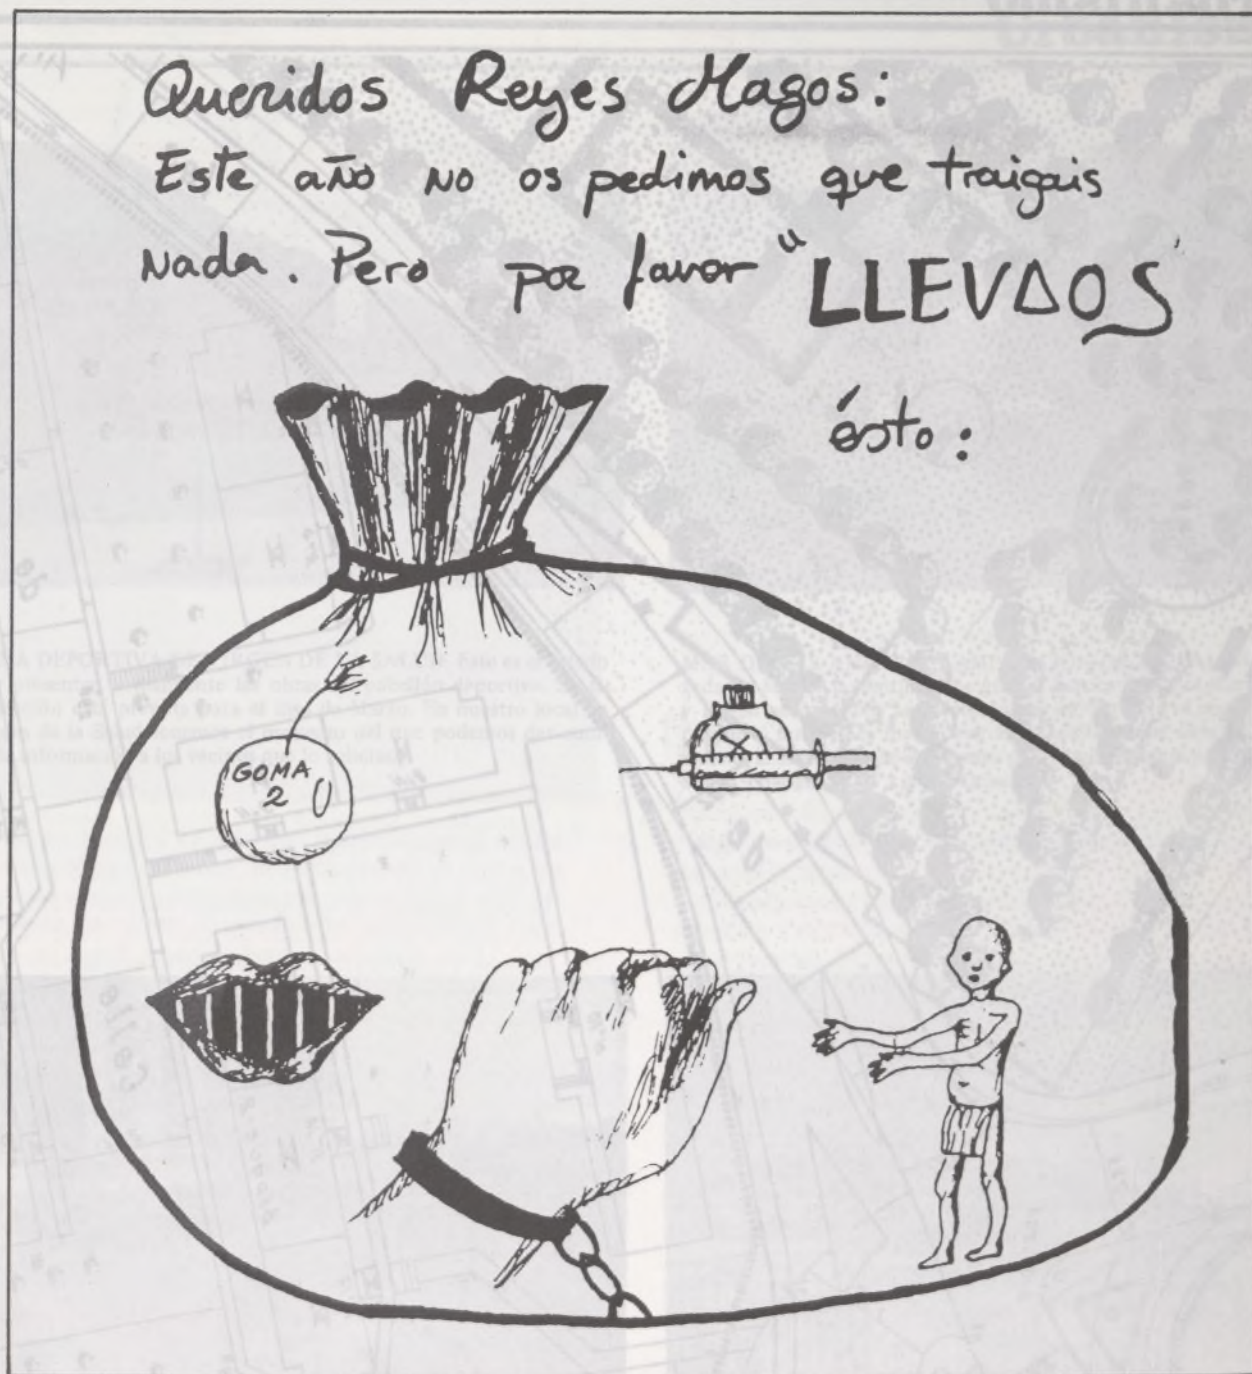 Queridos Reyes Magos:
Este año no os pedimos que traigais
nada. Pero por favor "LLEVAOS
ésto:
GOMA
2